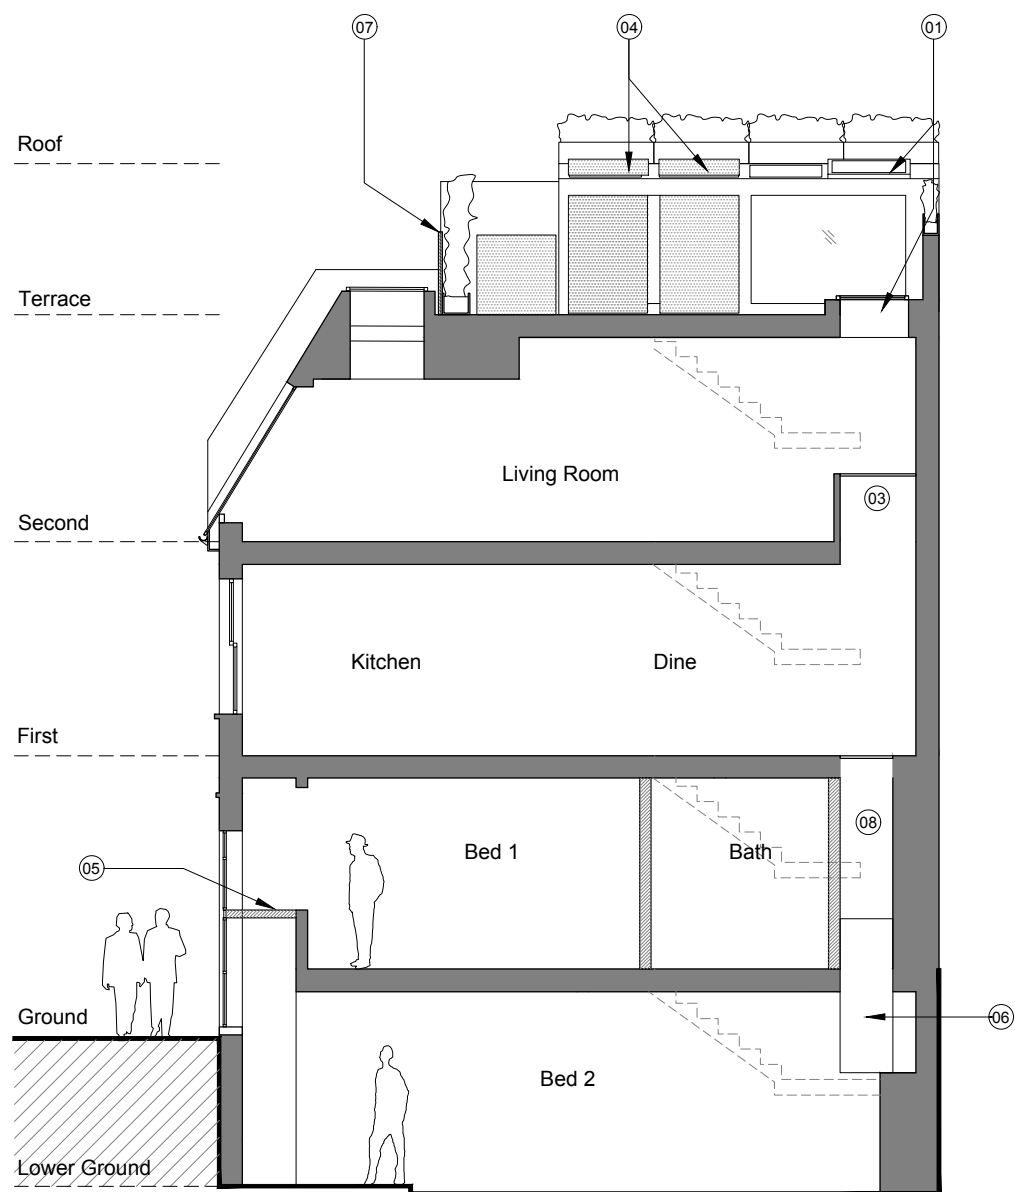 07
04
01
Roof
Terrace
Living Room
03
Second
Kitchen
Dine
First
08
Bed 1
Bath
05
Ground
06
Bed 2
Lower Ground